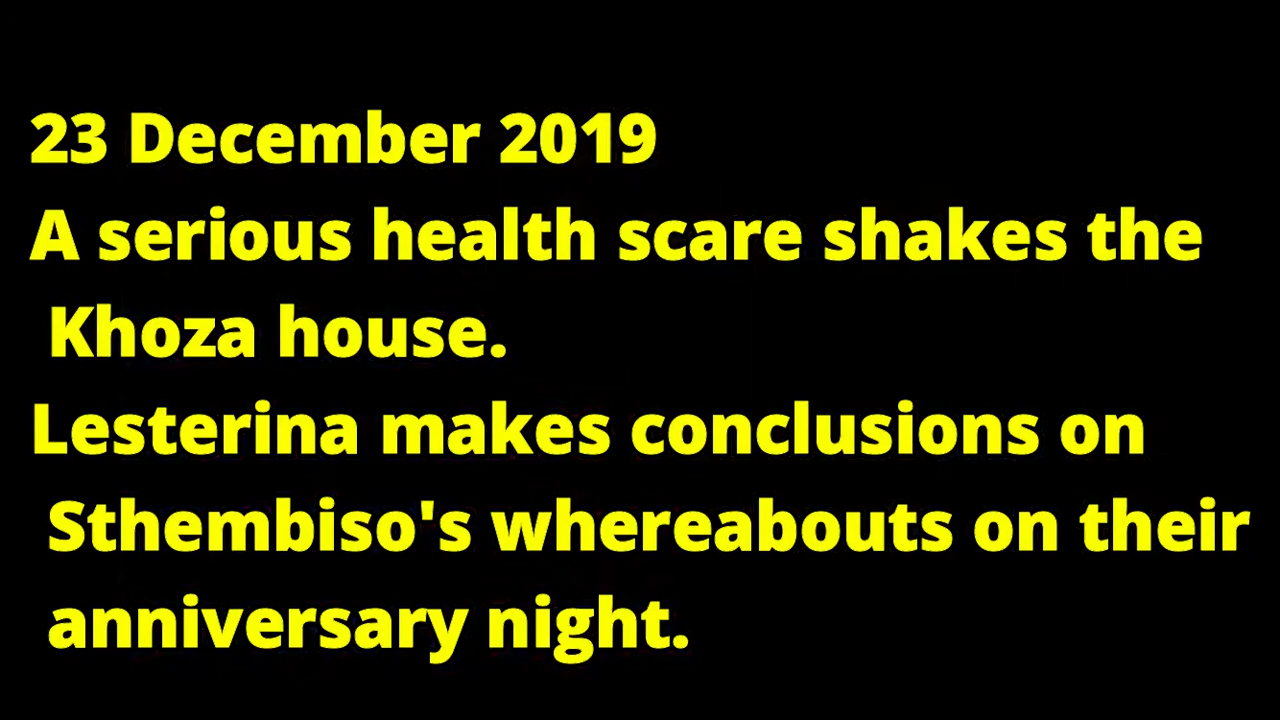 23 December 2019
A serious health scare shakes the
Khoza house.
Lesterina makes conclusions on
Sthembiso's whereabouts on their
anniversary night.